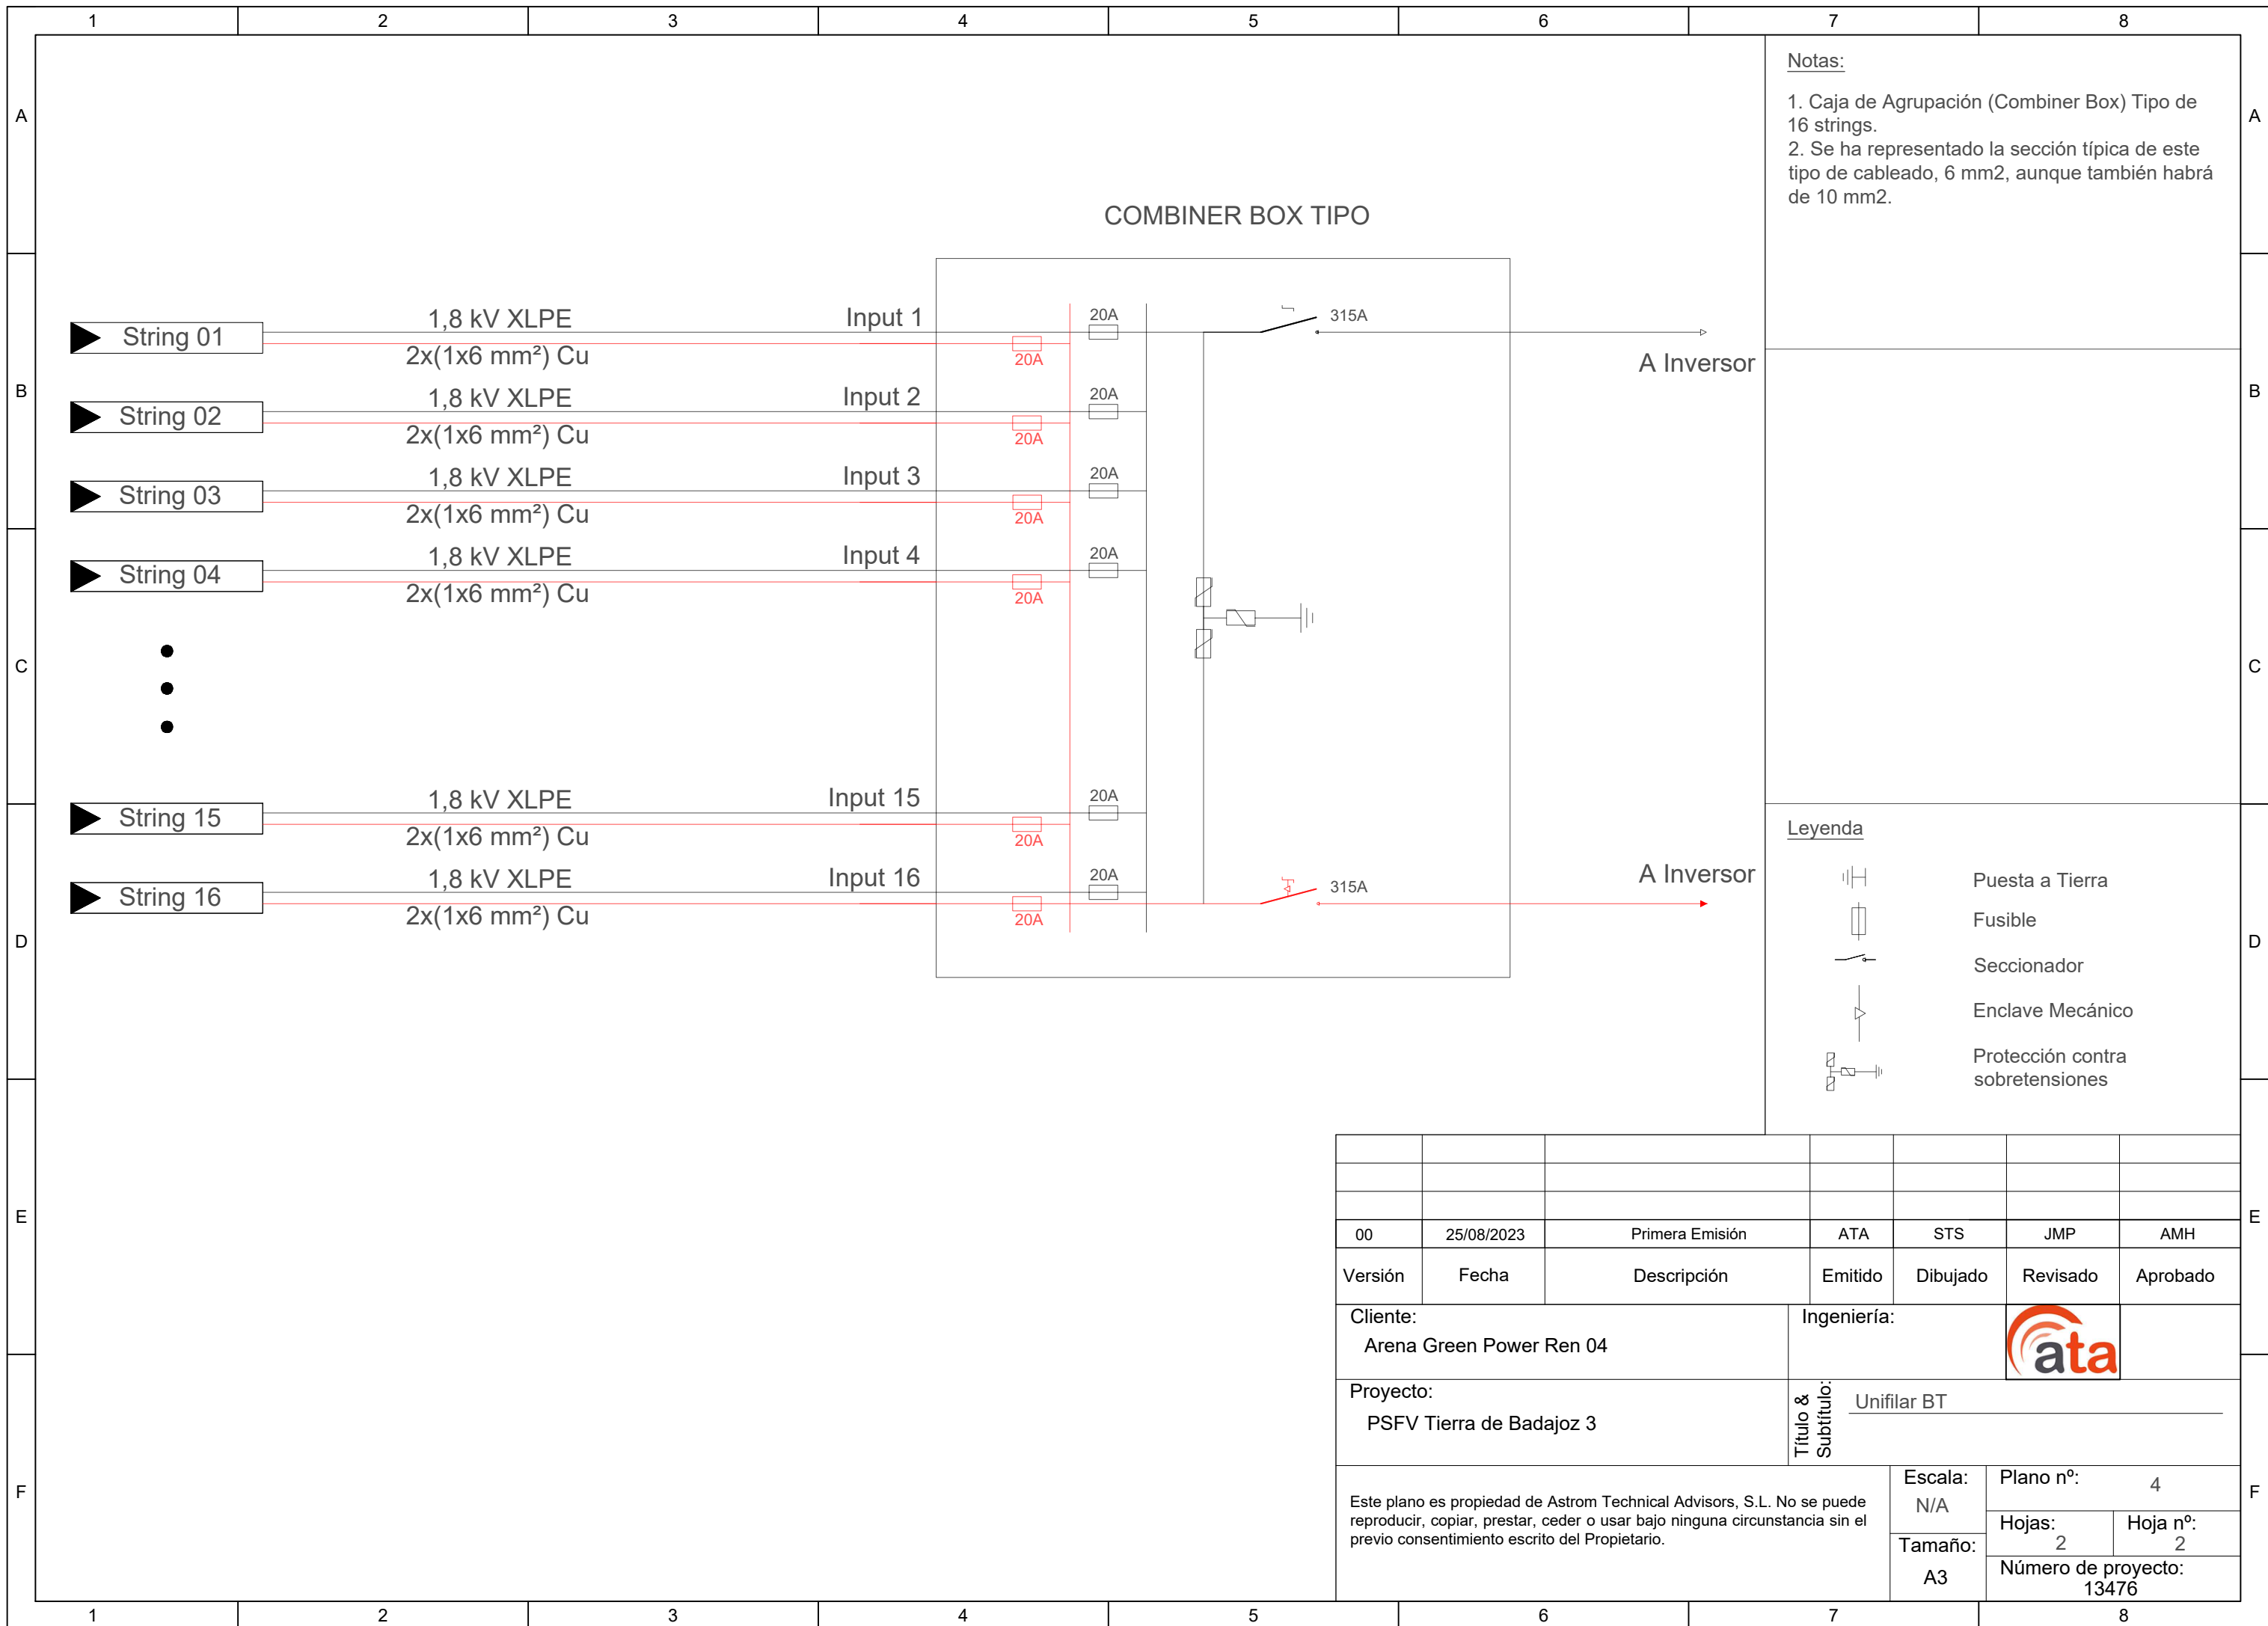 1 2 3 4 5 6 7 8
A A
B B
C C
D D
E E
F F
Notas:
1. Caja de Agrupación (Combiner Box) Tipo de
16 strings.
2. Se ha representado la sección típica de este
tipo de cableado, 6 mm2, aunque también habrá
de 10 mm2.
COMBINER BOX TIPO
String 01
1,8 kV XLPE
2x(1x6 mm²) Cu
Input 1
20A
20A
315A
A Inversor
String 02
1,8 kV XLPE
2x(1x6 mm²) Cu
Input 2
20A
20A
String 03
1,8 kV XLPE
2x(1x6 mm²) Cu
Input 3
20A
20A
String 04
1,8 kV XLPE
2x(1x6 mm²) Cu
Input 4
20A
20A
String 15
1,8 kV XLPE
2x(1x6 mm²) Cu
Input 15
20A
20A
String 16
1,8 kV XLPE
2x(1x6 mm²) Cu
Input 16
20A
20A
315A
A Inversor
Leyenda
Puesta a Tierra
Fusible
Seccionador
Enclave Mecánico
Protección contra
sobretensiones
00 25/08/2023 Primera Emisión ATA STS JMP AMH
Versión Fecha Descripción Emitido Dibujado Revisado Aprobado
Cliente:
Arena Green Power Ren 04
Ingeniería:
ata
Proyecto:
PSFV Tierra de Badajoz 3
Título &
Subtítulo:
Unifilar BT
Este plano es propiedad de Astrom Technical Advisors, S.L. No se puede
reproducir, copiar, prestar, ceder o usar bajo ninguna circunstancia sin el
previo consentimiento escrito del Propietario.
Escala:
N/A
Tamaño:
A3
Plano nº:
4
Hojas:
2
Hoja nº:
2
Número de proyecto:
13476
1 2 3 4 5 6 7 8